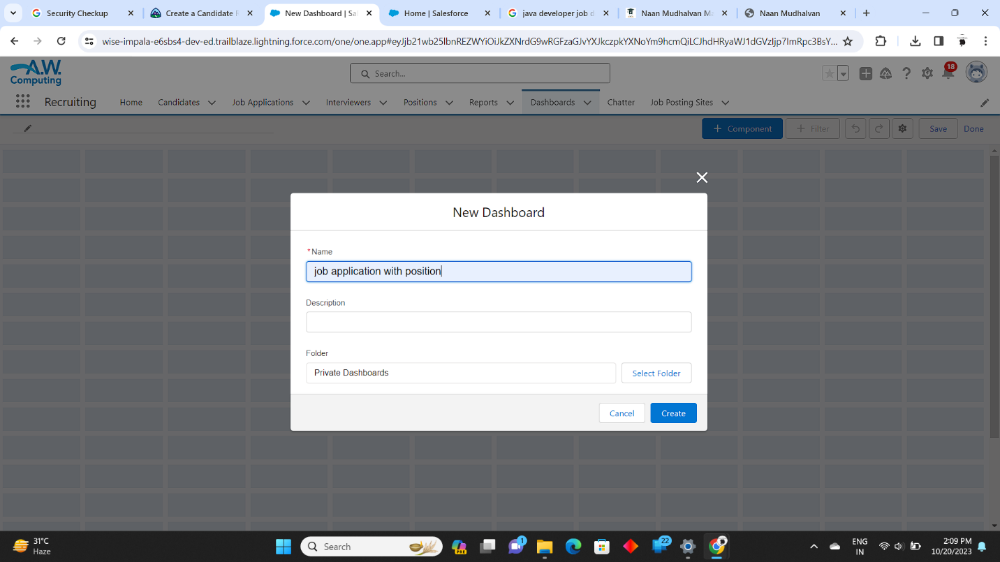 Security Checkup
Create a Candidate R
New Dashboard | Sal
Home | Salesforce
java developer job d
Naan Mudhalvan Ma
Naan Mudhalvan
wise-impala-e6sbs4-dev-ed.trailblaze.lightning.force.com/one/one.app#eyJjb21wb25lbnREZWYiOiJkZXNrdG9wRGFzaGJvYXJkczpkYXNoYm9hcmQiLCJhdHRyaWJ1dGVzIjp7ImRpc3BsY...
A.W. Computing
Search...
18
Recruiting
Home
Candidates
Job Applications
Interviewers
Positions
Reports
Dashboards
Chatter
Job Posting Sites
+ Component
+ Filter
Save
Done
New Dashboard
*Name
job application with position
Description
Folder
Private Dashboards
Select Folder
Cancel
Create
31°C
Haze
Search
PRE
1
22
ENG
IN
2:09 PM
10/20/2023